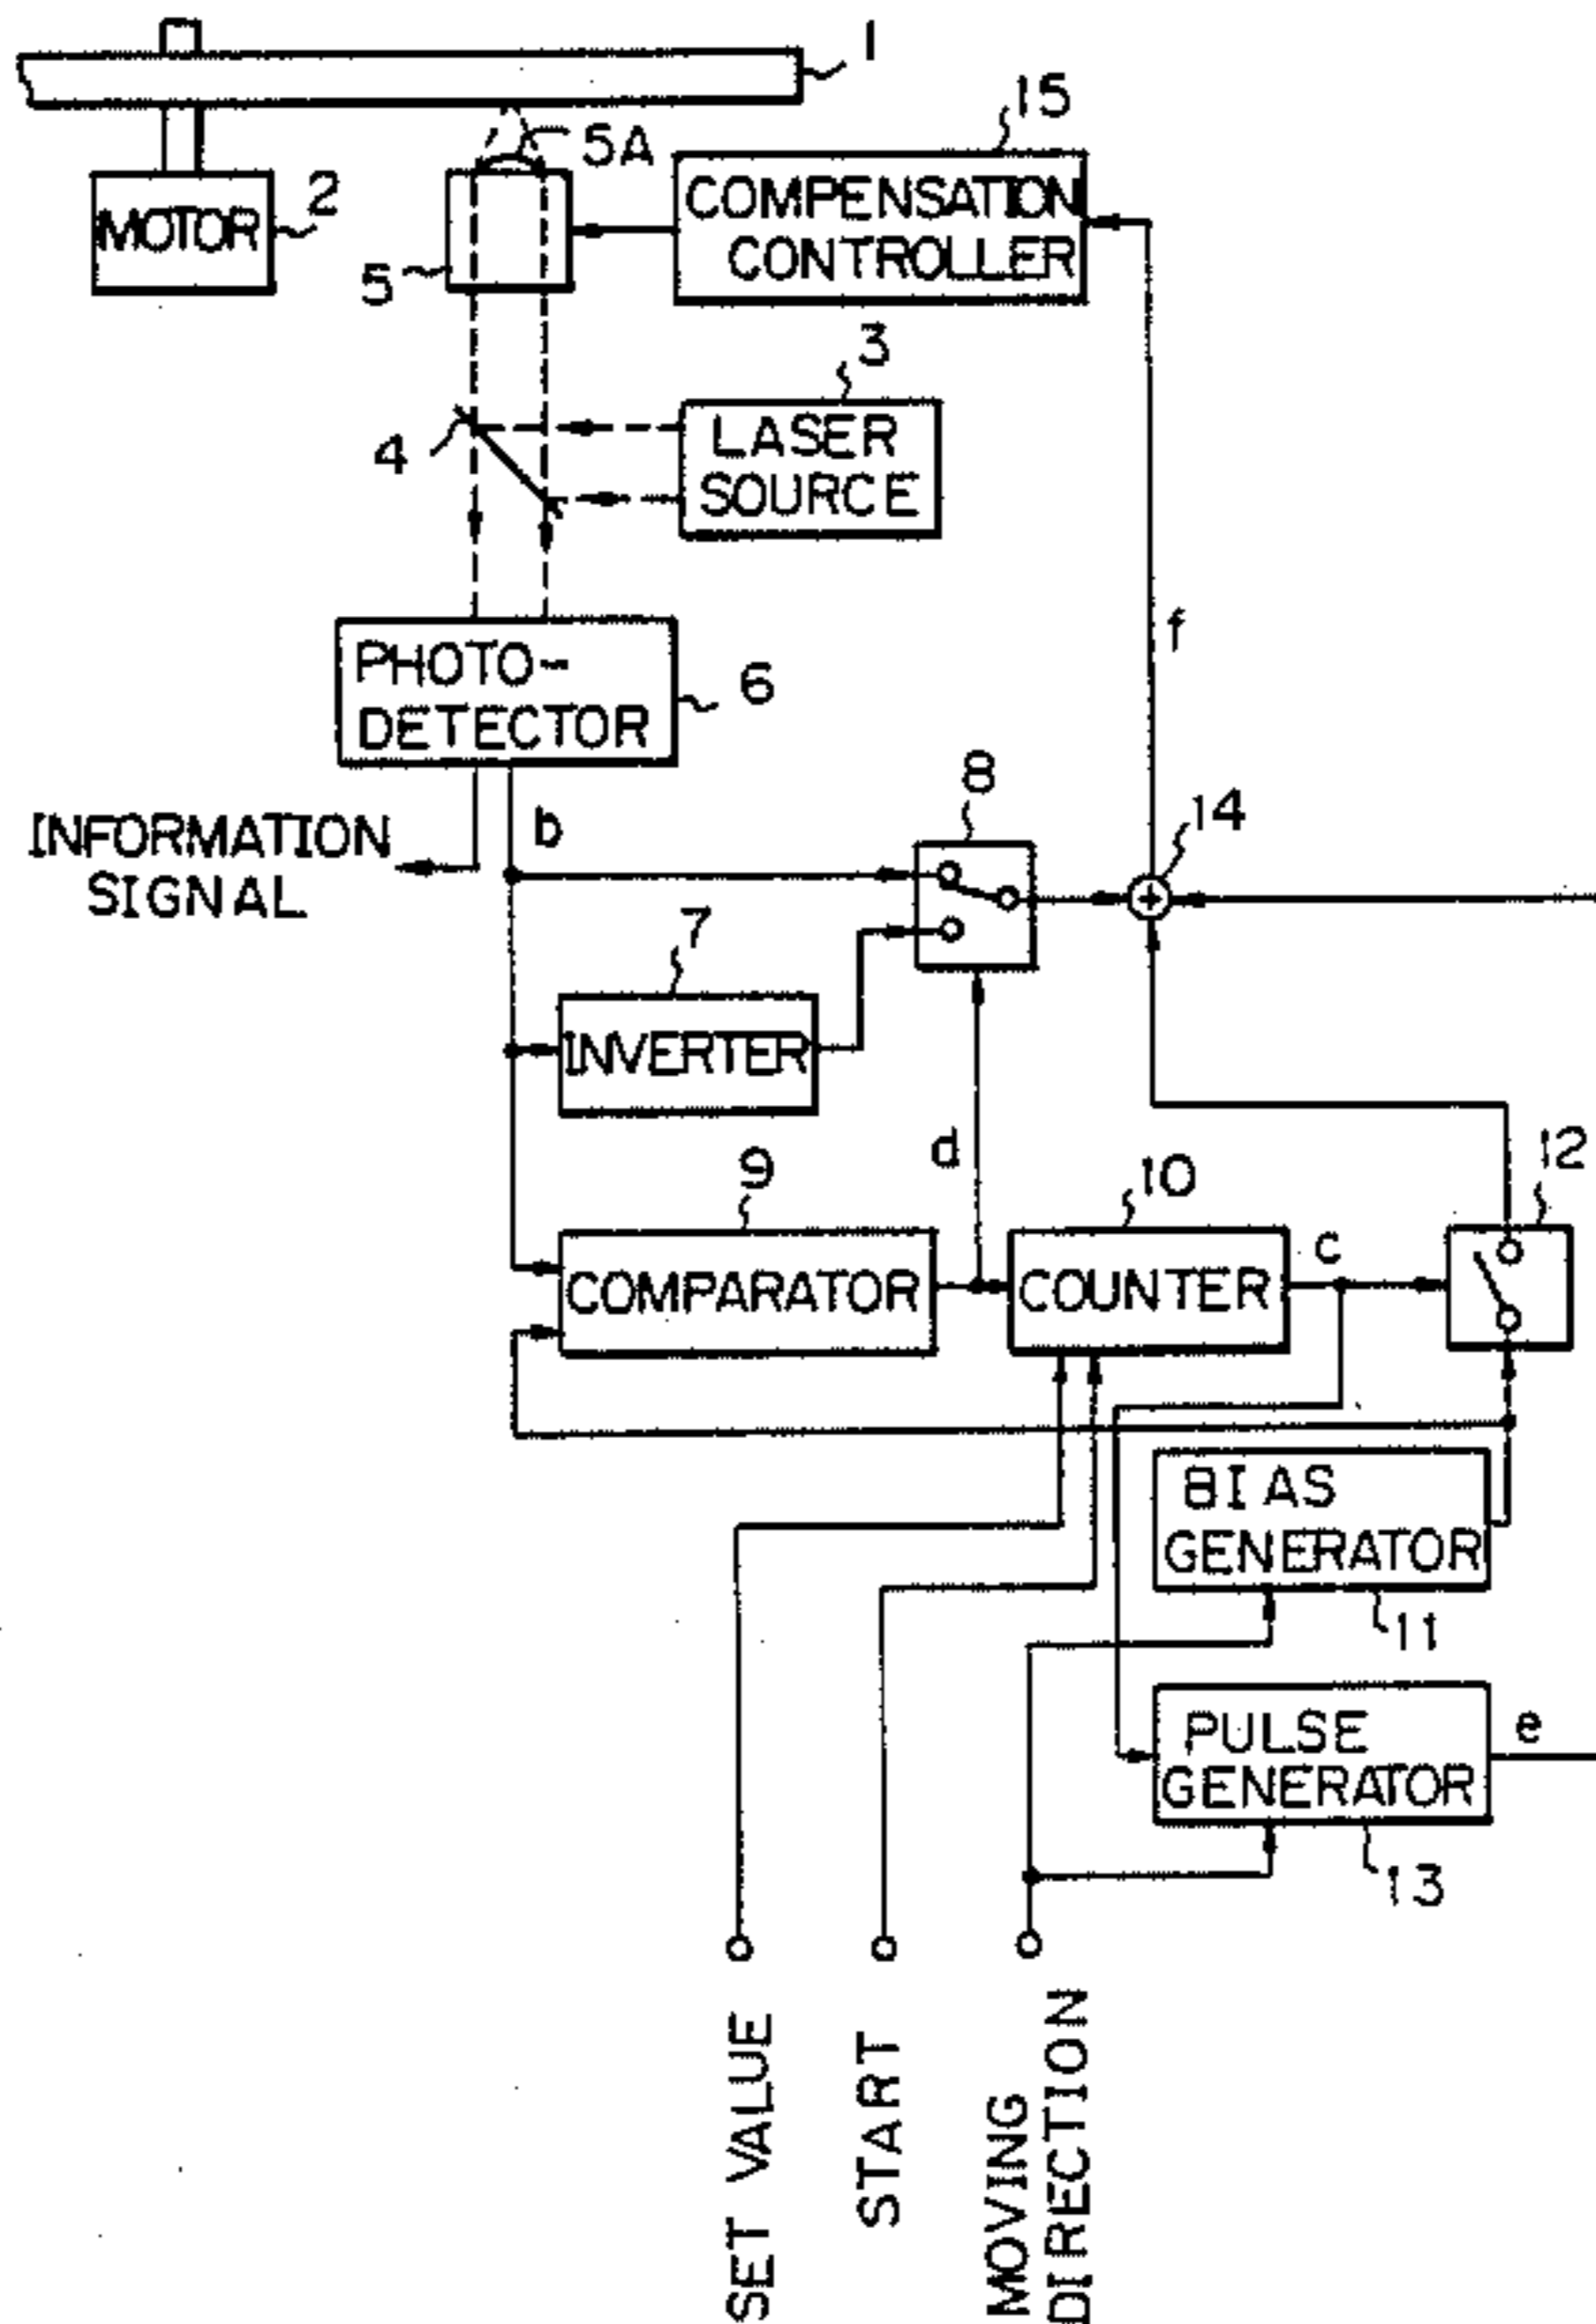 1
15
5A
COMPENSATION
CONTROLLER
MOTOR
2
5
3
LASER
SOURCE
4
f
PHOTO-
DETECTOR
6
8
14
b
INFORMATION
SIGNAL
7
INVERTER
d
12
9
10
c
COMPARATOR
COUNTER
BIAS
GENERATOR
11
PULSE
GENERATOR
e
13
SET VALUE
START
MOVING
DIRECTION